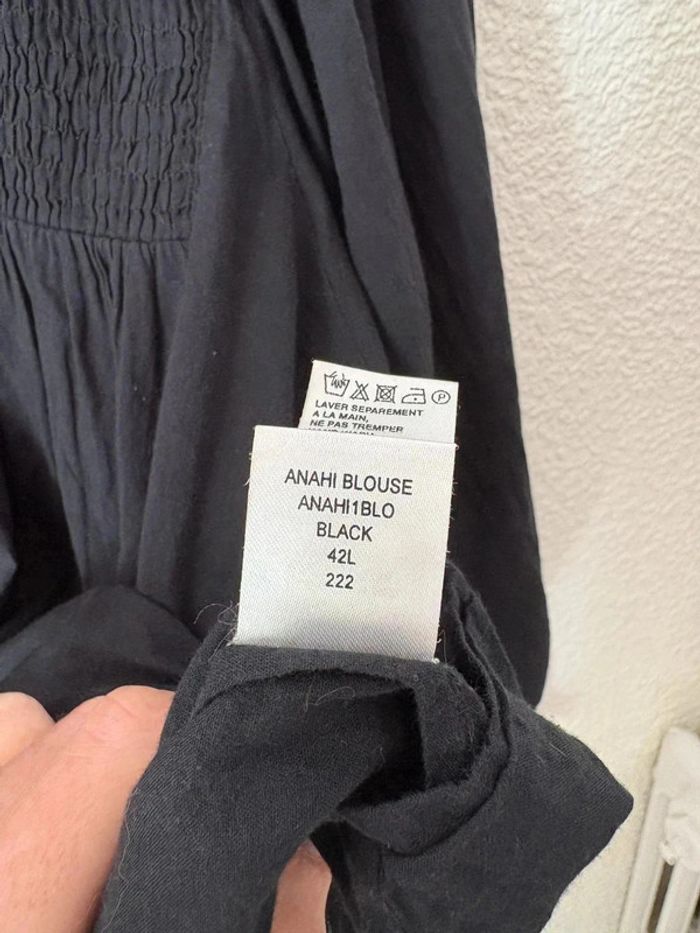 LAVER SEPAREMENT
A LA MAIN,
NE PAS TREMPER
ANAHI BLOUSE
ANAHI1BLO
BLACK
42L
222